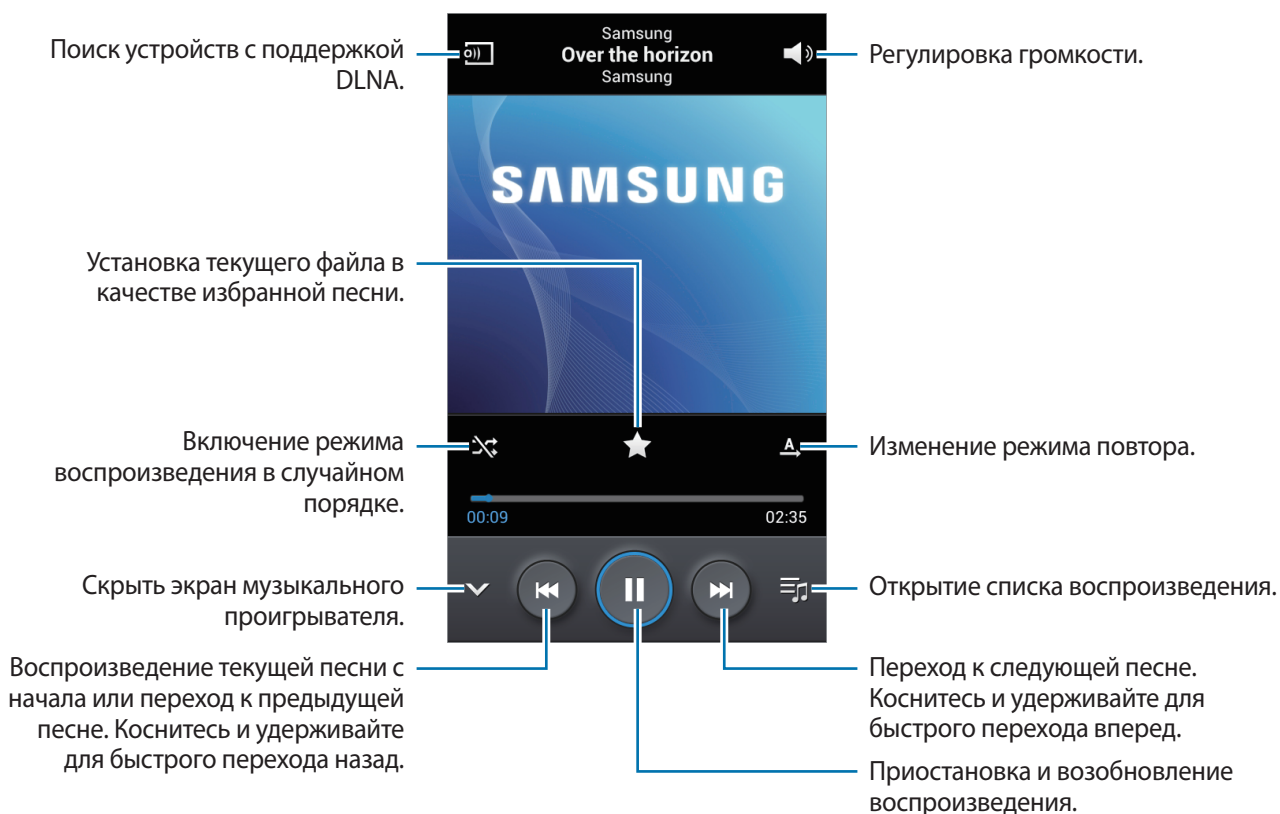 Поиск устройств с поддержкой
DLNA.
Samsung
Over the horizon
Samsung
Регулировка громкости.
SAMSUNG
Установка текущего файла в
качестве избранной песни.
Включение режима
воспроизведения в случайном
порядке.
A
Изменение режима повтора.
00:09
02:35
Скрыть экран музыкального
проигрывателя.
Открытие списка воспроизведения.
Воспроизведение текущей песни с
начала или переход к предыдущей
песне. Коснитесь и удерживайте
для быстрого перехода назад.
Переход к следующей песне.
Коснитесь и удерживайте для
быстрого перехода вперед.
Приостановка и возобновление
воспроизведения.